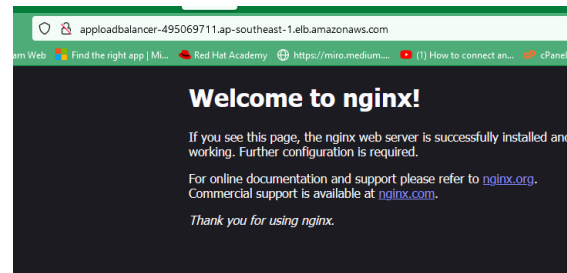 apploadbalancer-495069711.ap-southeast-1.elb.amazonaws.com
am Web Find the right app | Mi... Red Hat Academy https://miro.medium.... (1) How to connect an... cPanel
Welcome to nginx!
If you see this page, the nginx web server is successfully installed and
working. Further configuration is required.
For online documentation and support please refer to nginx.org.
Commercial support is available at nginx.com.
Thank you for using nginx.